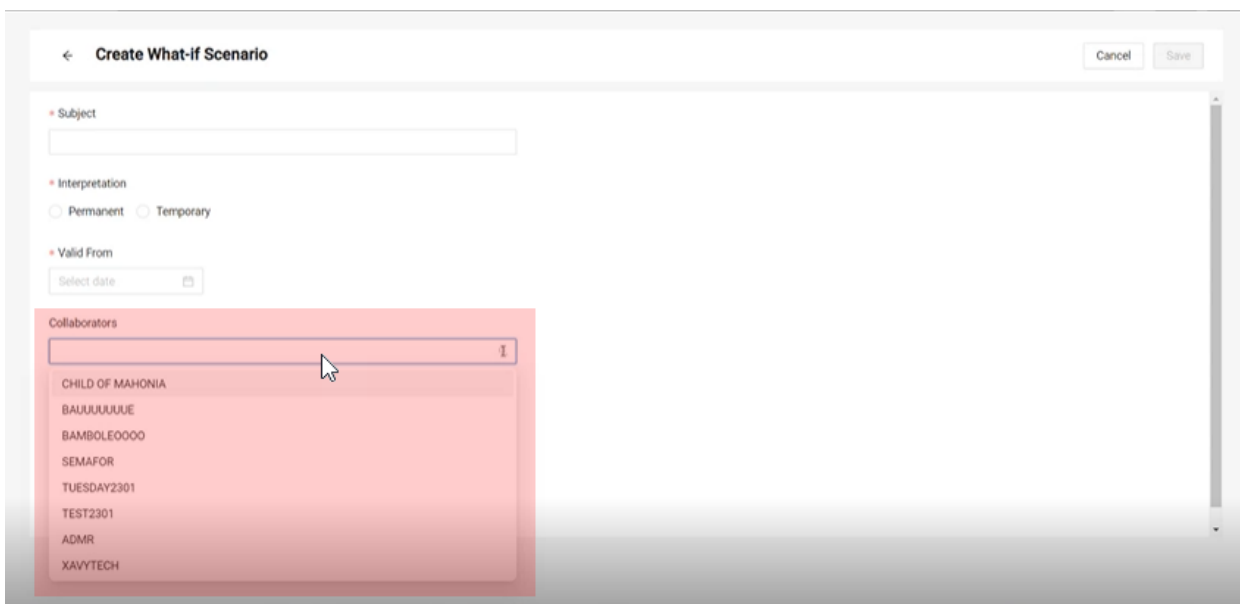 Create What-if Scenario
Cancel
Save
* Subject
* Interpretation
Permanent
Temporary
* Valid From
Select date
Collaborators
CHILD OF MAHONIA
BAUUUUUUE
BAMBOLEOOOO
SEMAFOR
TUESDAY2301
TEST2301
ADMR
XAVYTECH